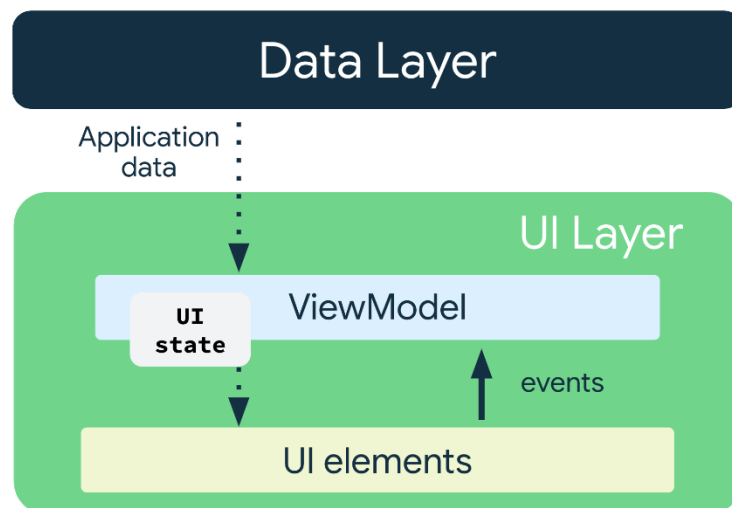 Data Layer
Application
data
UI Layer
ViewModel
UI
state
events
UI elements